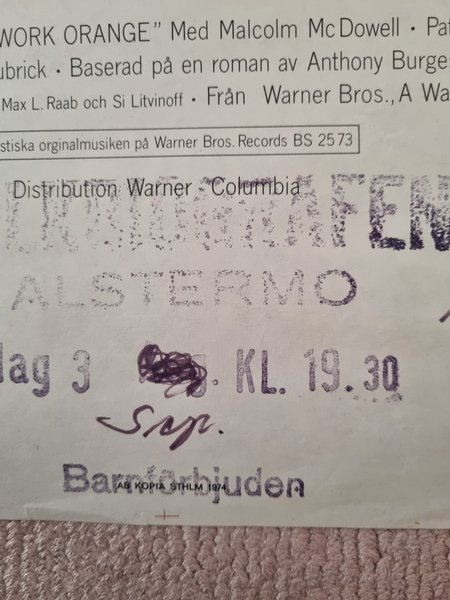 WORK ORANGE” Med Malcolm McDowell · Pat
ubrick · Baserad på en roman av Anthony Burge
Max L. Raab och Si Litvinoff · Från Warner Bros., A Wa
stiska orginalmusiken på Warner Bros. Records BS 2573
Distribution Warner - Columbia
ALSTERMO
dag 3 KL. 19.30
Sep.
Barnförbjuden
AB KOPIA STHLM 1974